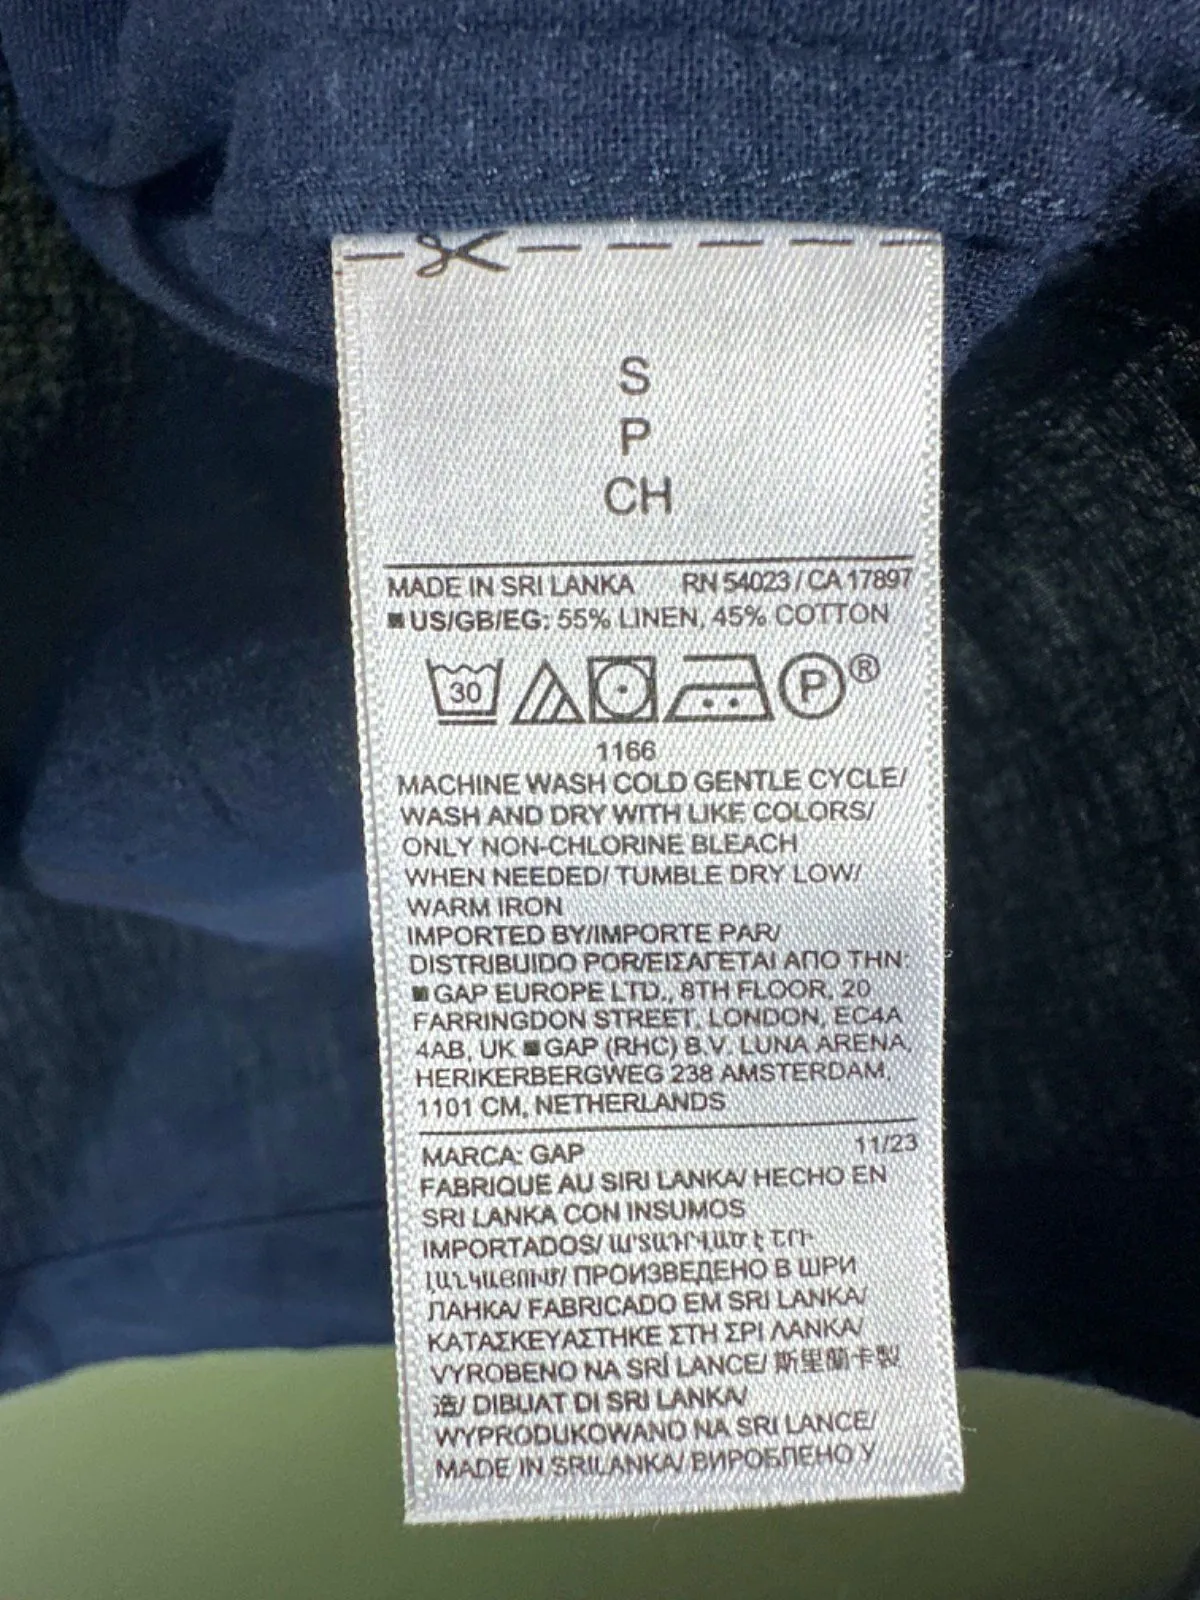 S
P
CH
MADE IN SRI LANKA RN 54023 / CA 17897
US/GB/EG: 55% LINEN, 45% COTTON
30 P ®
1166
MACHINE WASH COLD GENTLE CYCLE/
WASH AND DRY WITH LIKE COLORS/
ONLY NON-CHLORINE BLEACH
WHEN NEEDED/ TUMBLE DRY LOW/
WARM IRON
IMPORTED BY/IMPORTE PAR/
DISTRIBUIDO POR/ΕΙΣΑΓΕΤΑΙ ΑΠΟ ΤΗΝ:
GAP EUROPE LTD., 8TH FLOOR, 20
FARRINGDON STREET, LONDON, EC4A
4AB, UK ■ GAP (RHC) B.V. LUNA ARENA,
HERIKERBERGWEG 238 AMSTERDAM,
1101 CM, NETHERLANDS
MARCA: GAP 11/23
FABRIQUE AU SIRI LANKA/ HECHO EN
SRI LANKA CON INSUMOS
IMPORTADOS/ ԱՐՏԱԴՐՎԱԾ Է ՇՐԻ
ԼԱՆԿԱՅՈՒՄ/ ПРОИЗВЕДЕНО В ШРИ
ЛАНКА/ FABRICADO EM SRI LANKA/
ΚΑΤΑΣΚΕΥΑΣΤΗΚΕ ΣΤΗ ΣΡΙ ΛΑΝΚΑ/
VYROBENO NA SRÍ LANCE/ 斯里蘭卡製
造/ DIBUAT DI SRI LANKA/
WYPRODUKOWANO NA SRI LANCE/
MADE IN SRILANKA/ ВИРОБЛЕНО У